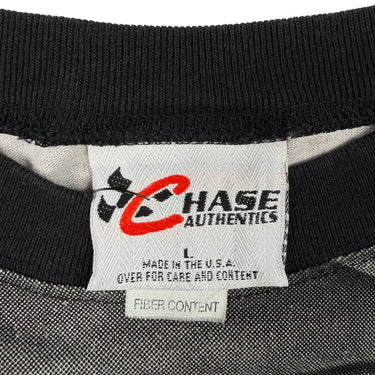 CHASE
AUTHENTICS
L
MADE IN THE U.S.A.
OVER FOR CARE AND CONTENT
FIBER CONTENT